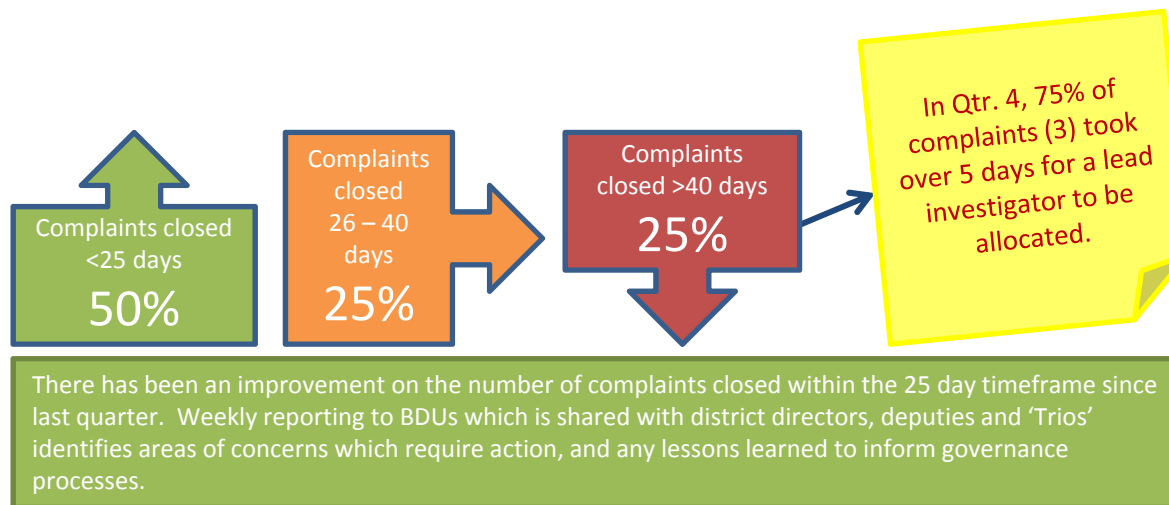 Complaints closed
<25 days
50%
Complaints
closed
26 – 40
days
25%
Complaints
closed >40 days
25%
In Qtr. 4, 75% of
complaints (3) took
over 5 days for a lead
investigator to be
allocated.
There has been an improvement on the number of complaints closed within the 25 day timeframe since
last quarter.  Weekly reporting to BDUs which is shared with district directors, deputies and ‘Trios’
identifies areas of concerns which require action, and any lessons learned to inform governance
processes.